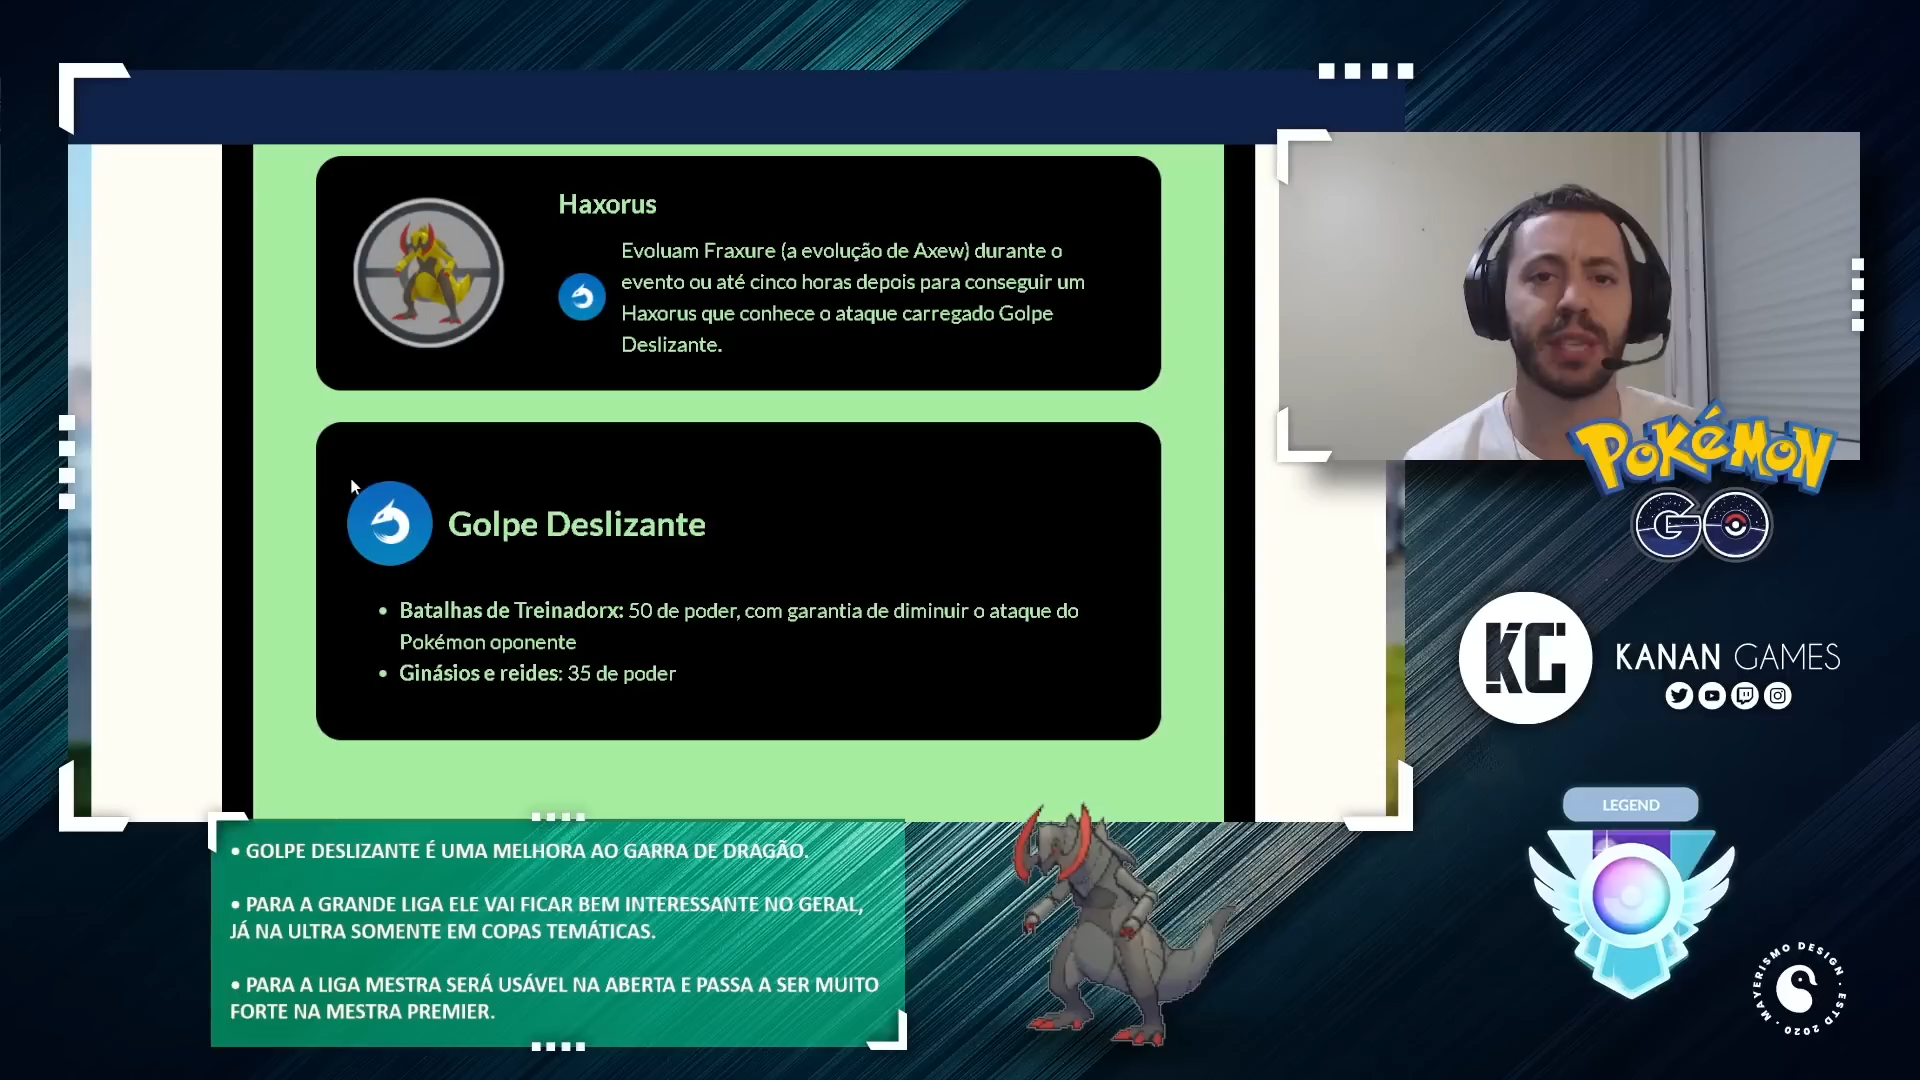 Haxorus
Evoluam Fraxure (a evolução de Axew) durante o
evento ou até cinco horas depois para conseguir um
Haxorus que conhece o ataque carregado Golpe
Deslizante.
Golpe Deslizante
• Batalhas de Treinadorx: 50 de poder, com garantia de diminuir o ataque do
Pokémon oponente
• Ginásios e reides: 35 de poder
POKéMON
GO
KG
KANAN GAMES
LEGEND
• GOLPE DESLIZANTE É UMA MELHORA AO GARRA DE DRAGÃO.
• PARA A GRANDE LIGA ELE VAI FICAR BEM INTERESSANTE NO GERAL,
JÁ NA ULTRA SOMENTE EM COPAS TEMÁTICAS.
• PARA A LIGA MESTRA SERÁ USÁVEL NA ABERTA E PASSA A SER MUITO
FORTE NA MESTRA PREMIER.
MAYERISMO DESIGN · ESTD 2020 ·